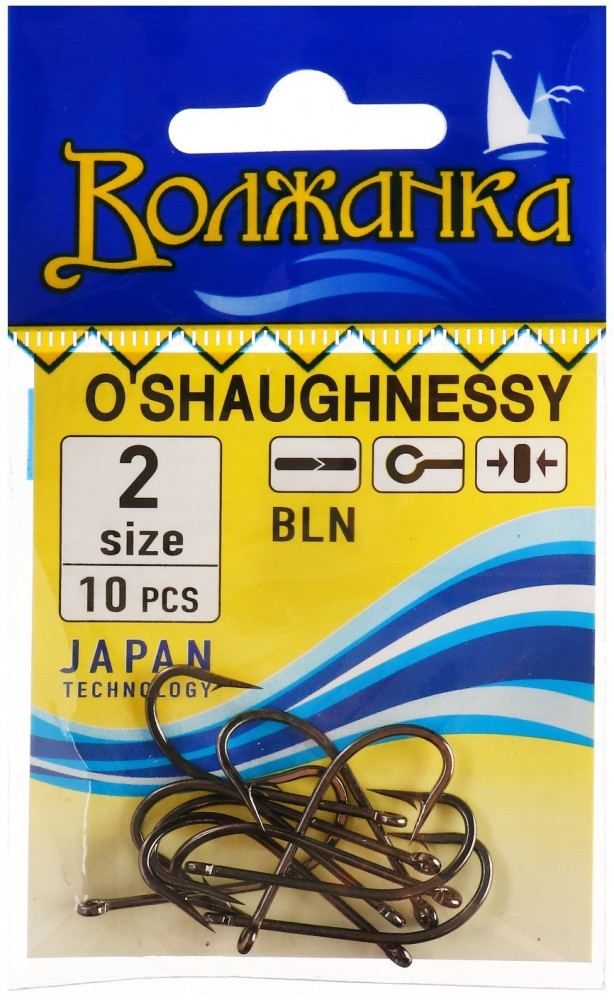 Волжанка
O'SHAUGHNESSY
2
size
10 PCS
BLN
JAPAN
TECHNOLOGY